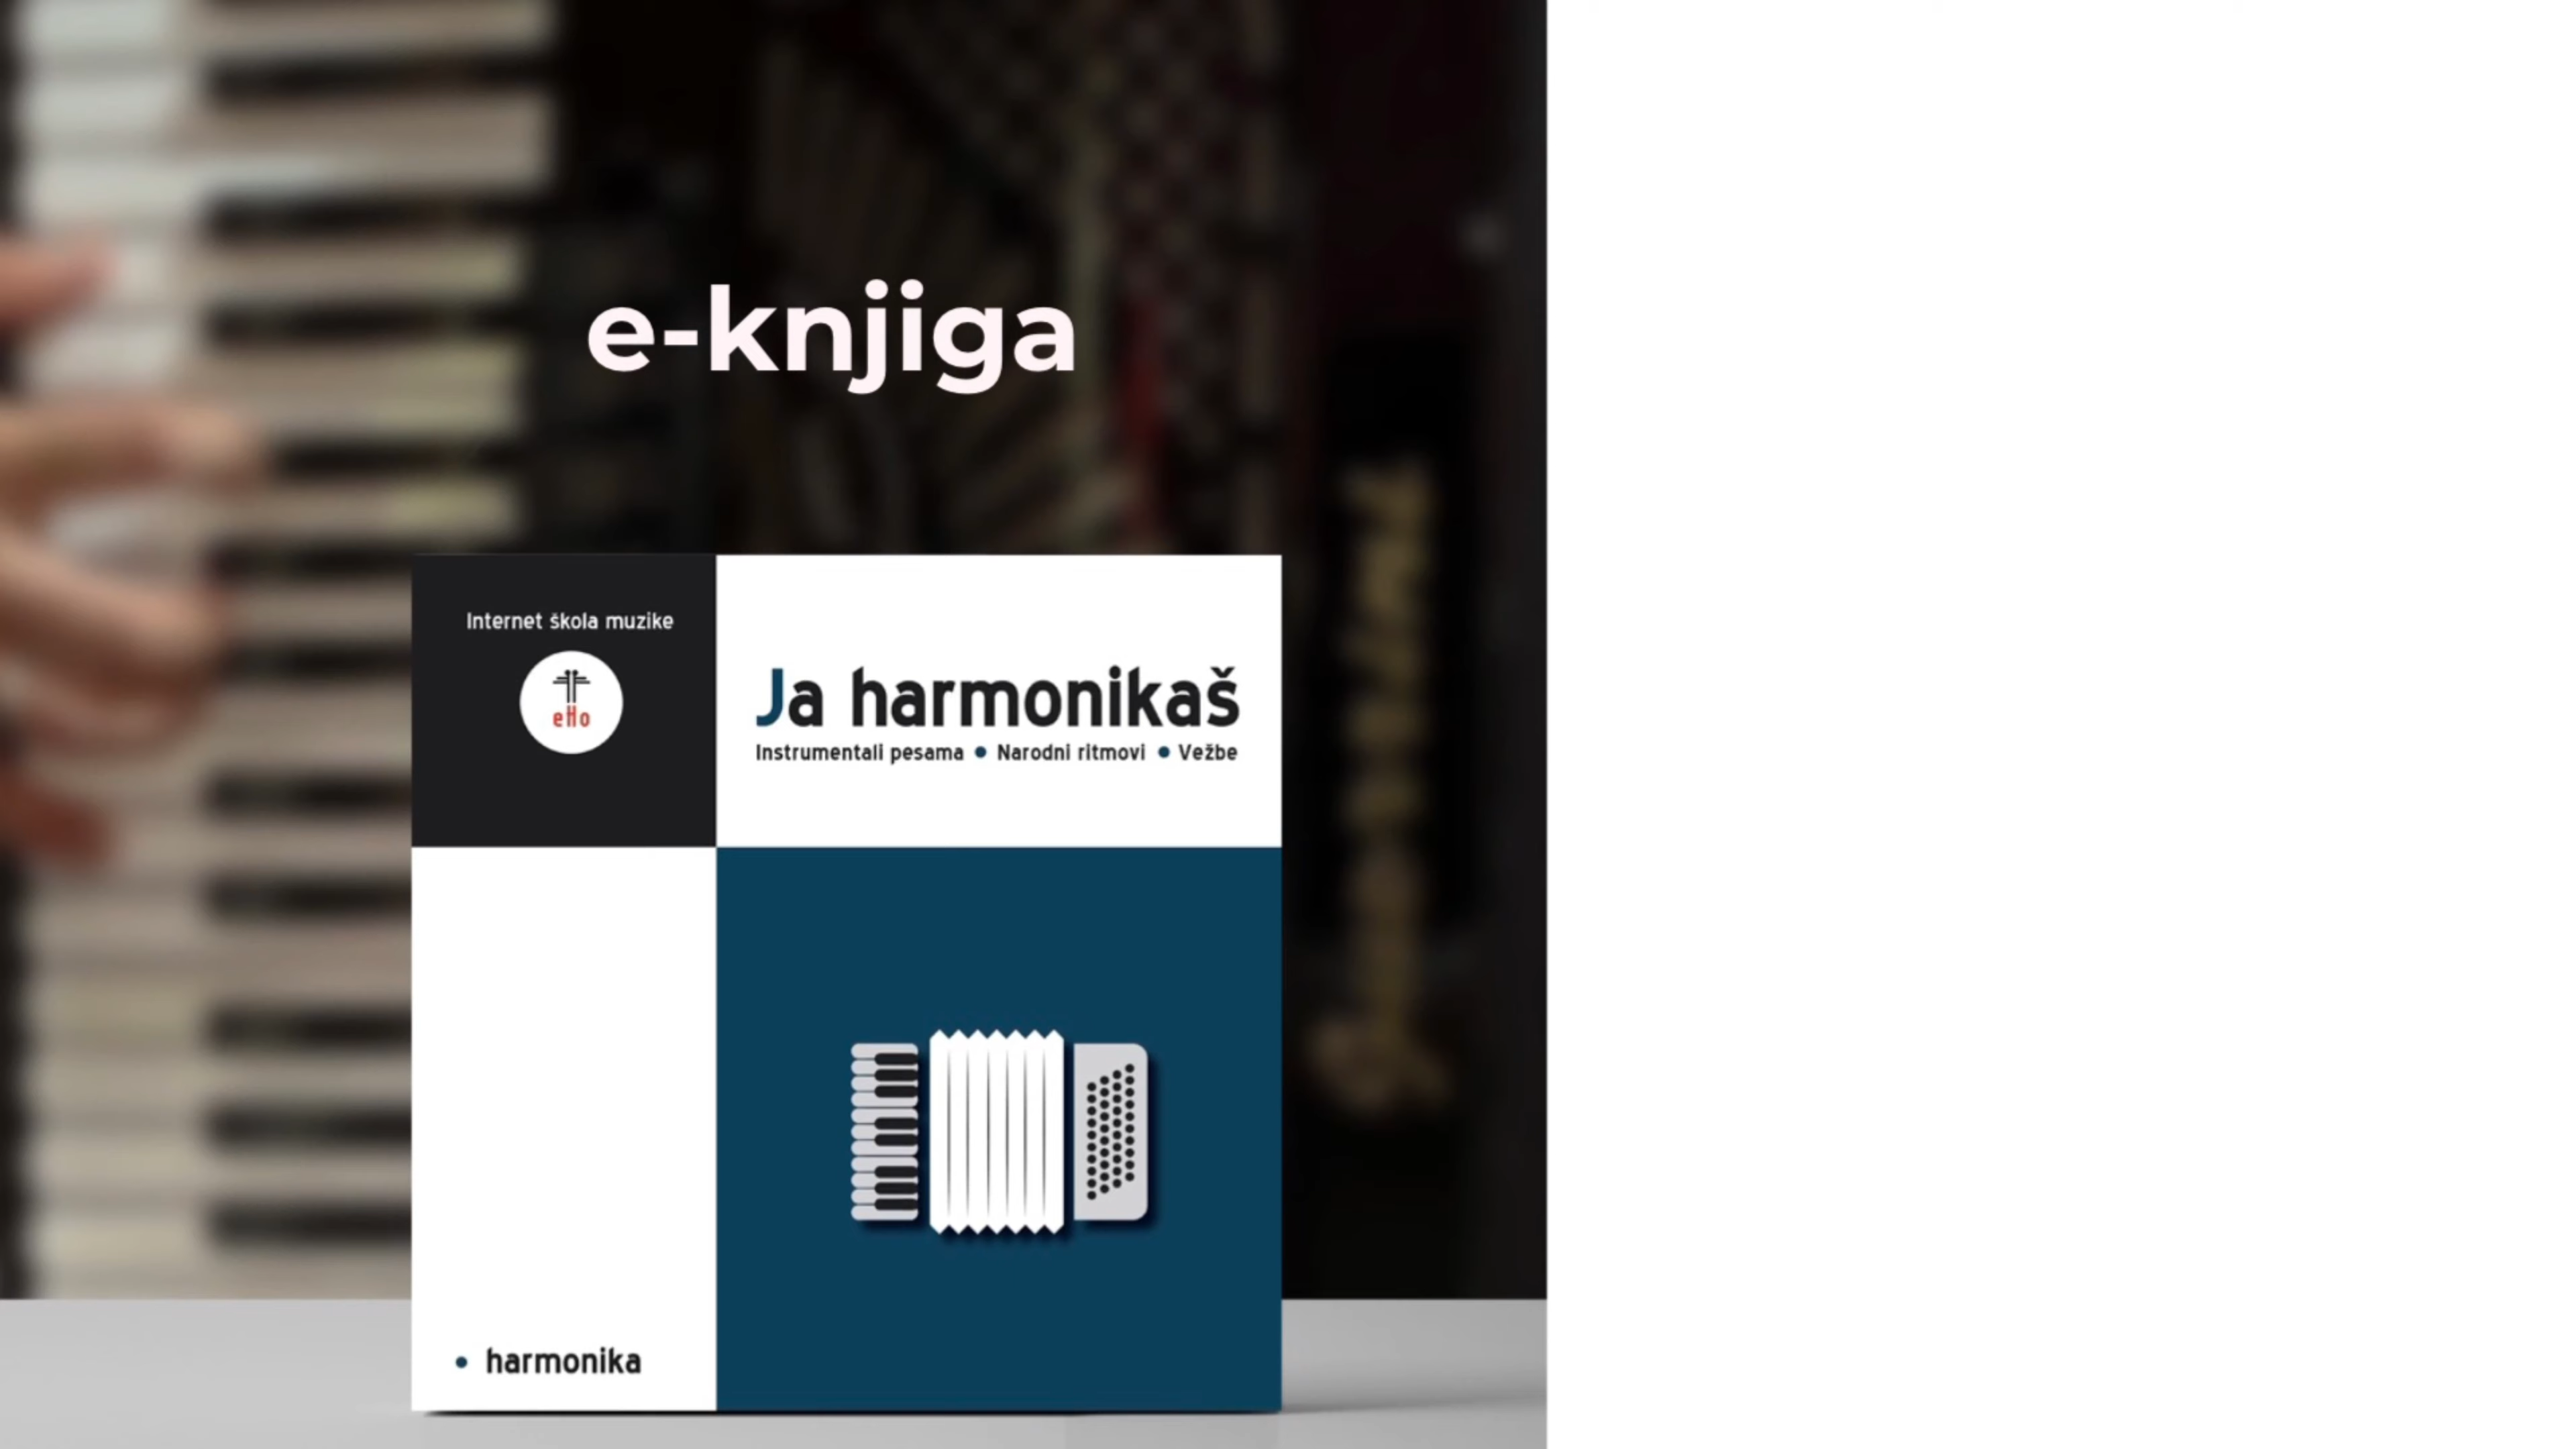 e-knjiga
Internet škola muzike
eHo
Ja harmonikaš
Instrumentali pesama • Narodni ritmovi • Vežbe
• harmonika